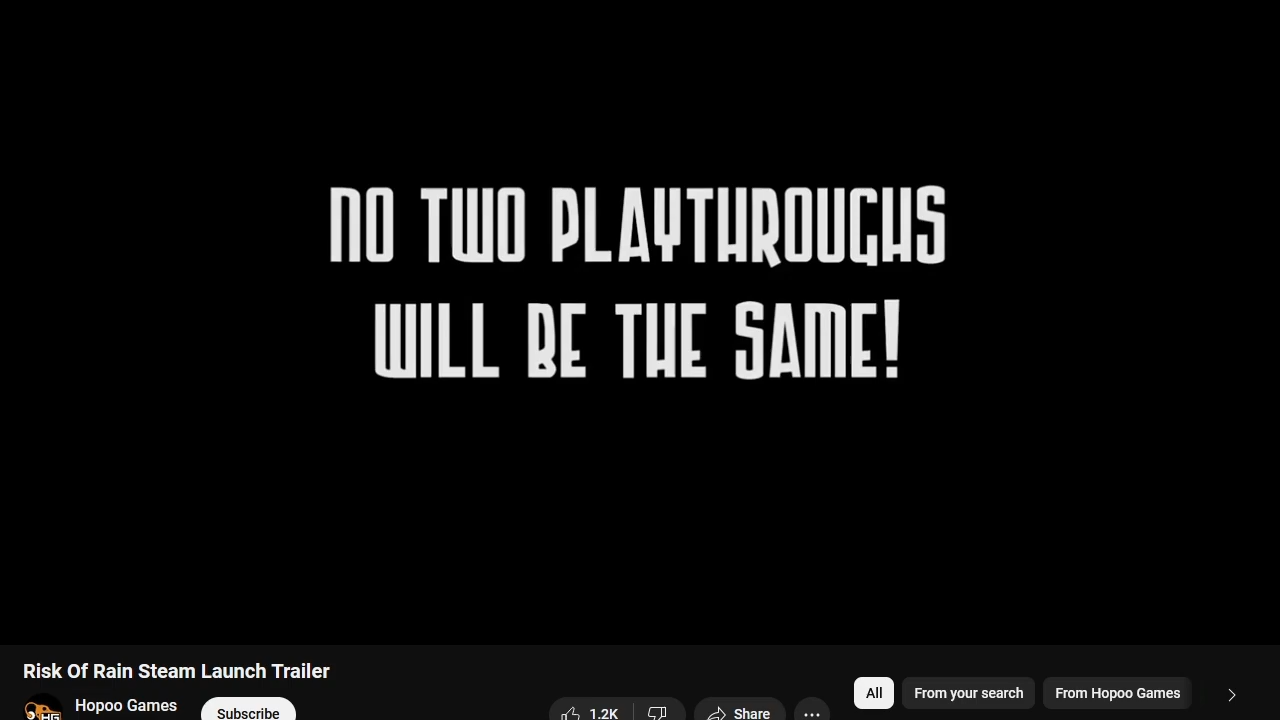 NO TWO PLAYTHROUGHS
WILL BE THE SAME!
Risk Of Rain Steam Launch Trailer
HG
Hopoo Games
Subscribe
1.2K
Share
All
From your search
From Hopoo Games